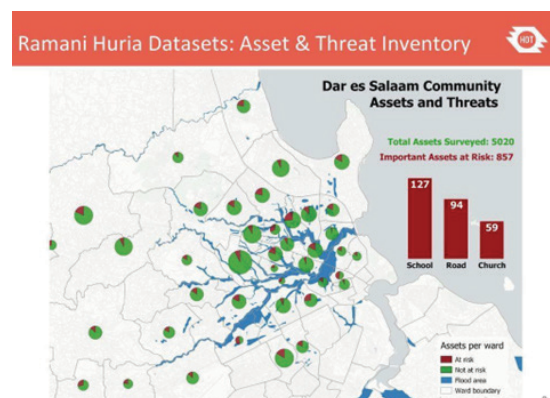 Ramani Huria Datasets: Asset & Threat Inventory
HOT
Dar es Salaam Community
Assets and Threats
Total Assets Surveyed: 5020
Important Assets at Risk: 857
127
94
59
School Road Church
Assets per ward
At risk
Not at risk
Flood area
Ward boundary